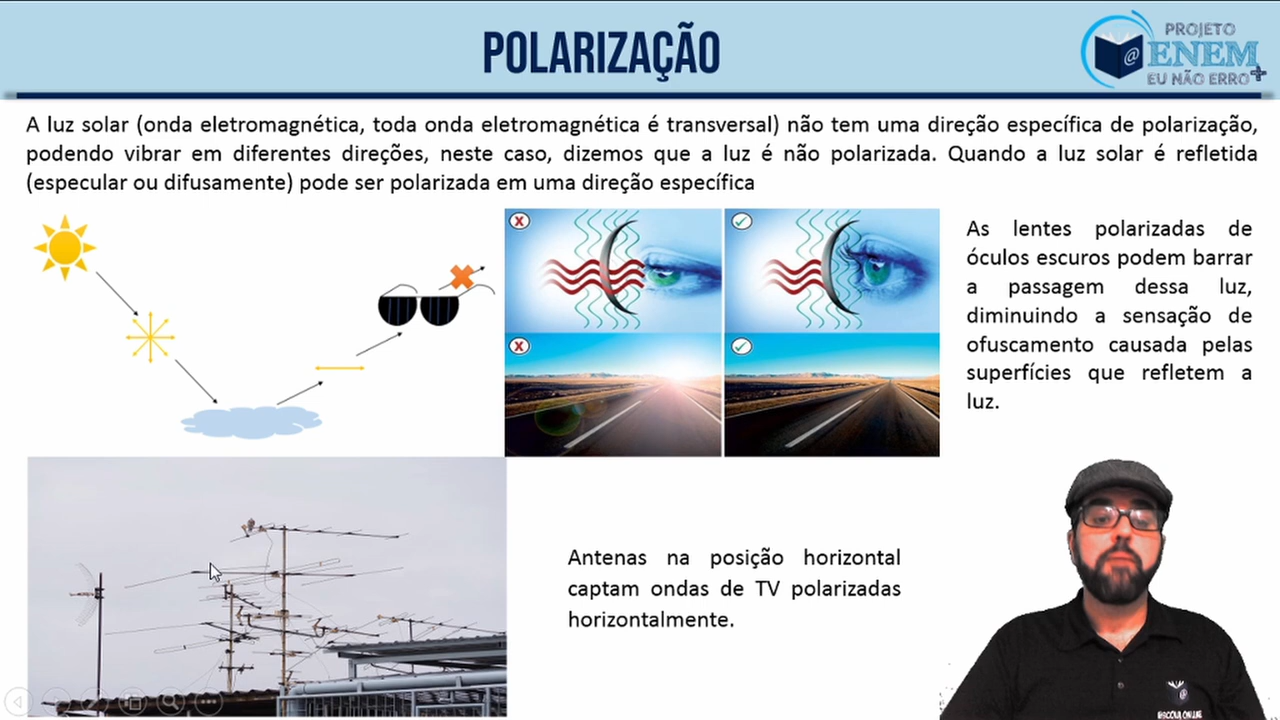 POLARIZAÇÃO
PROJETO
@ ENEM+
EU NÃO ERRO
A luz solar (onda eletromagnética, toda onda eletromagnética é transversal) não tem uma direção específica de polarização,
podendo vibrar em diferentes direções, neste caso, dizemos que a luz é não polarizada. Quando a luz solar é refletida
(especular ou difusamente) pode ser polarizada em uma direção específica
As lentes polarizadas de
óculos escuros podem barrar
a passagem dessa luz,
diminuindo a sensação de
ofuscamento causada pelas
superfícies que refletem a
luz.
Antenas na posição horizontal
captam ondas de TV polarizadas
horizontalmente.
ESCOLA ONLINE